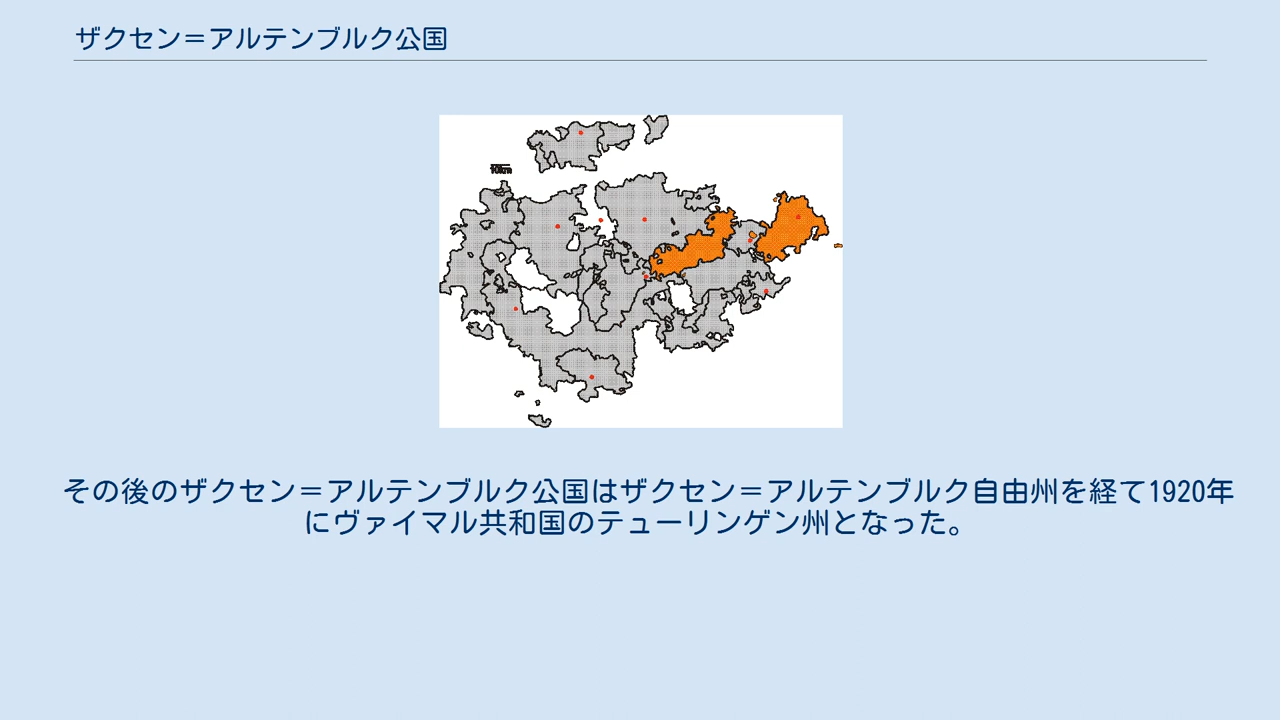 ザクセン＝アルテンブルク公国
10km
その後のザクセン＝アルテンブルク公国はザクセン＝アルテンブルク自由州を経て1920年
にヴァイマル共和国のテューリンゲン州となった。